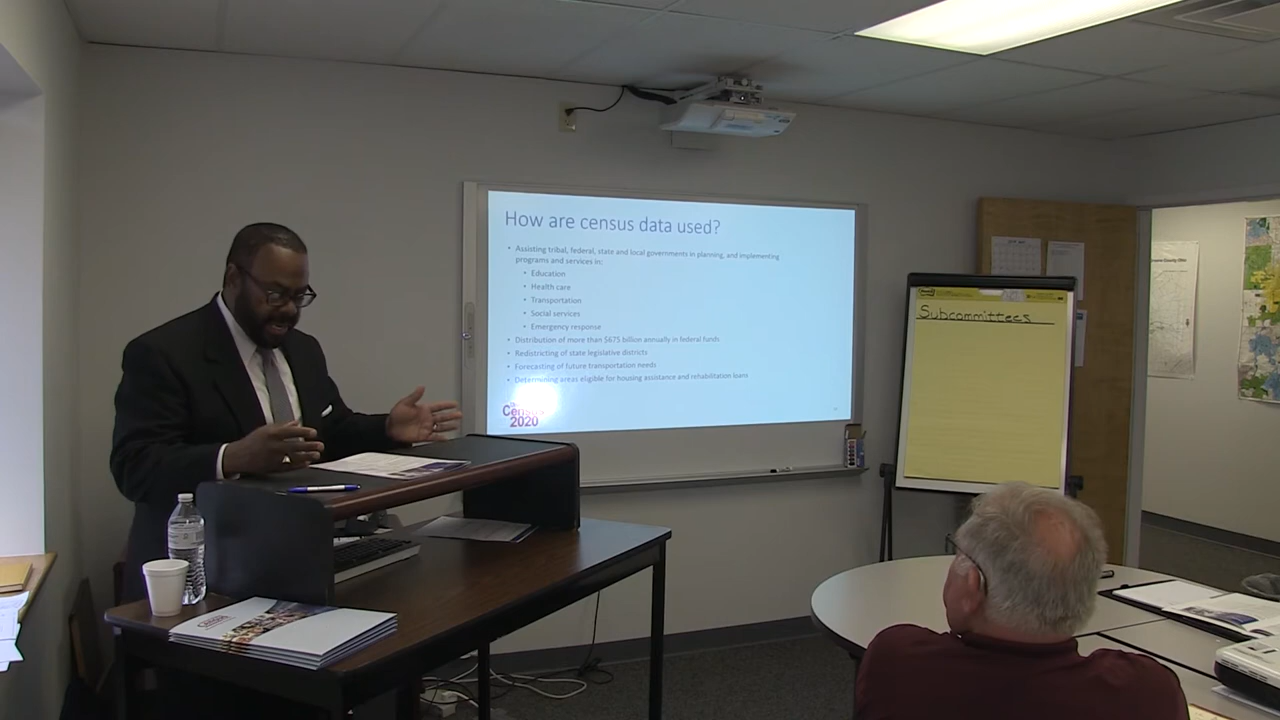 How are census data used?
• Assisting tribal, federal, state and local governments in planning, and implementing
programs and services in:
• Education
• Health care
• Transportation
• Social services
• Emergency response
• Distribution of more than $675 billion annually in federal funds
• Redistricting of state legislative districts
• Forecasting of future transportation needs
• Determining areas eligible for housing assistance and rehabilitation loans
Census
2020
Subcommittees